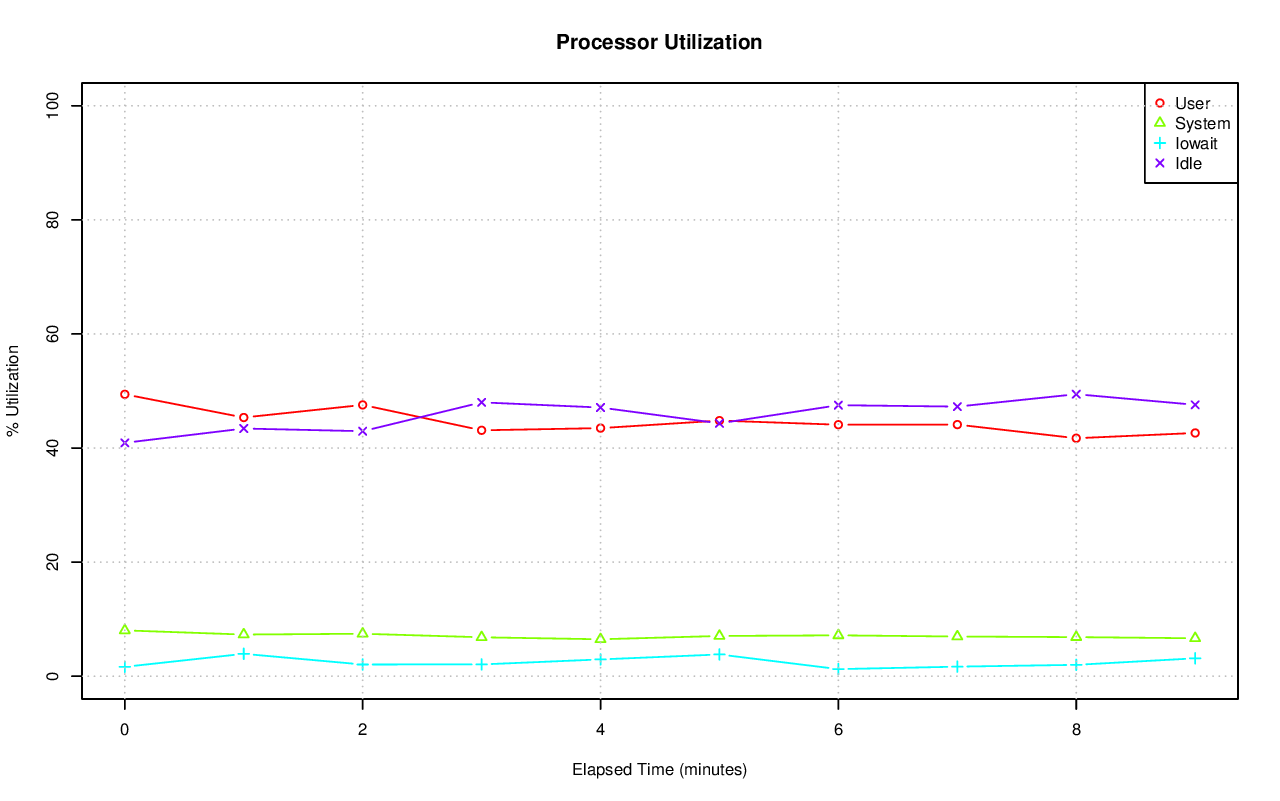 Processor Utilization
User
System
Iowait
Idle
% Utilization
100
80
60
40
20
0
0 2 4 6 8
Elapsed Time (minutes)